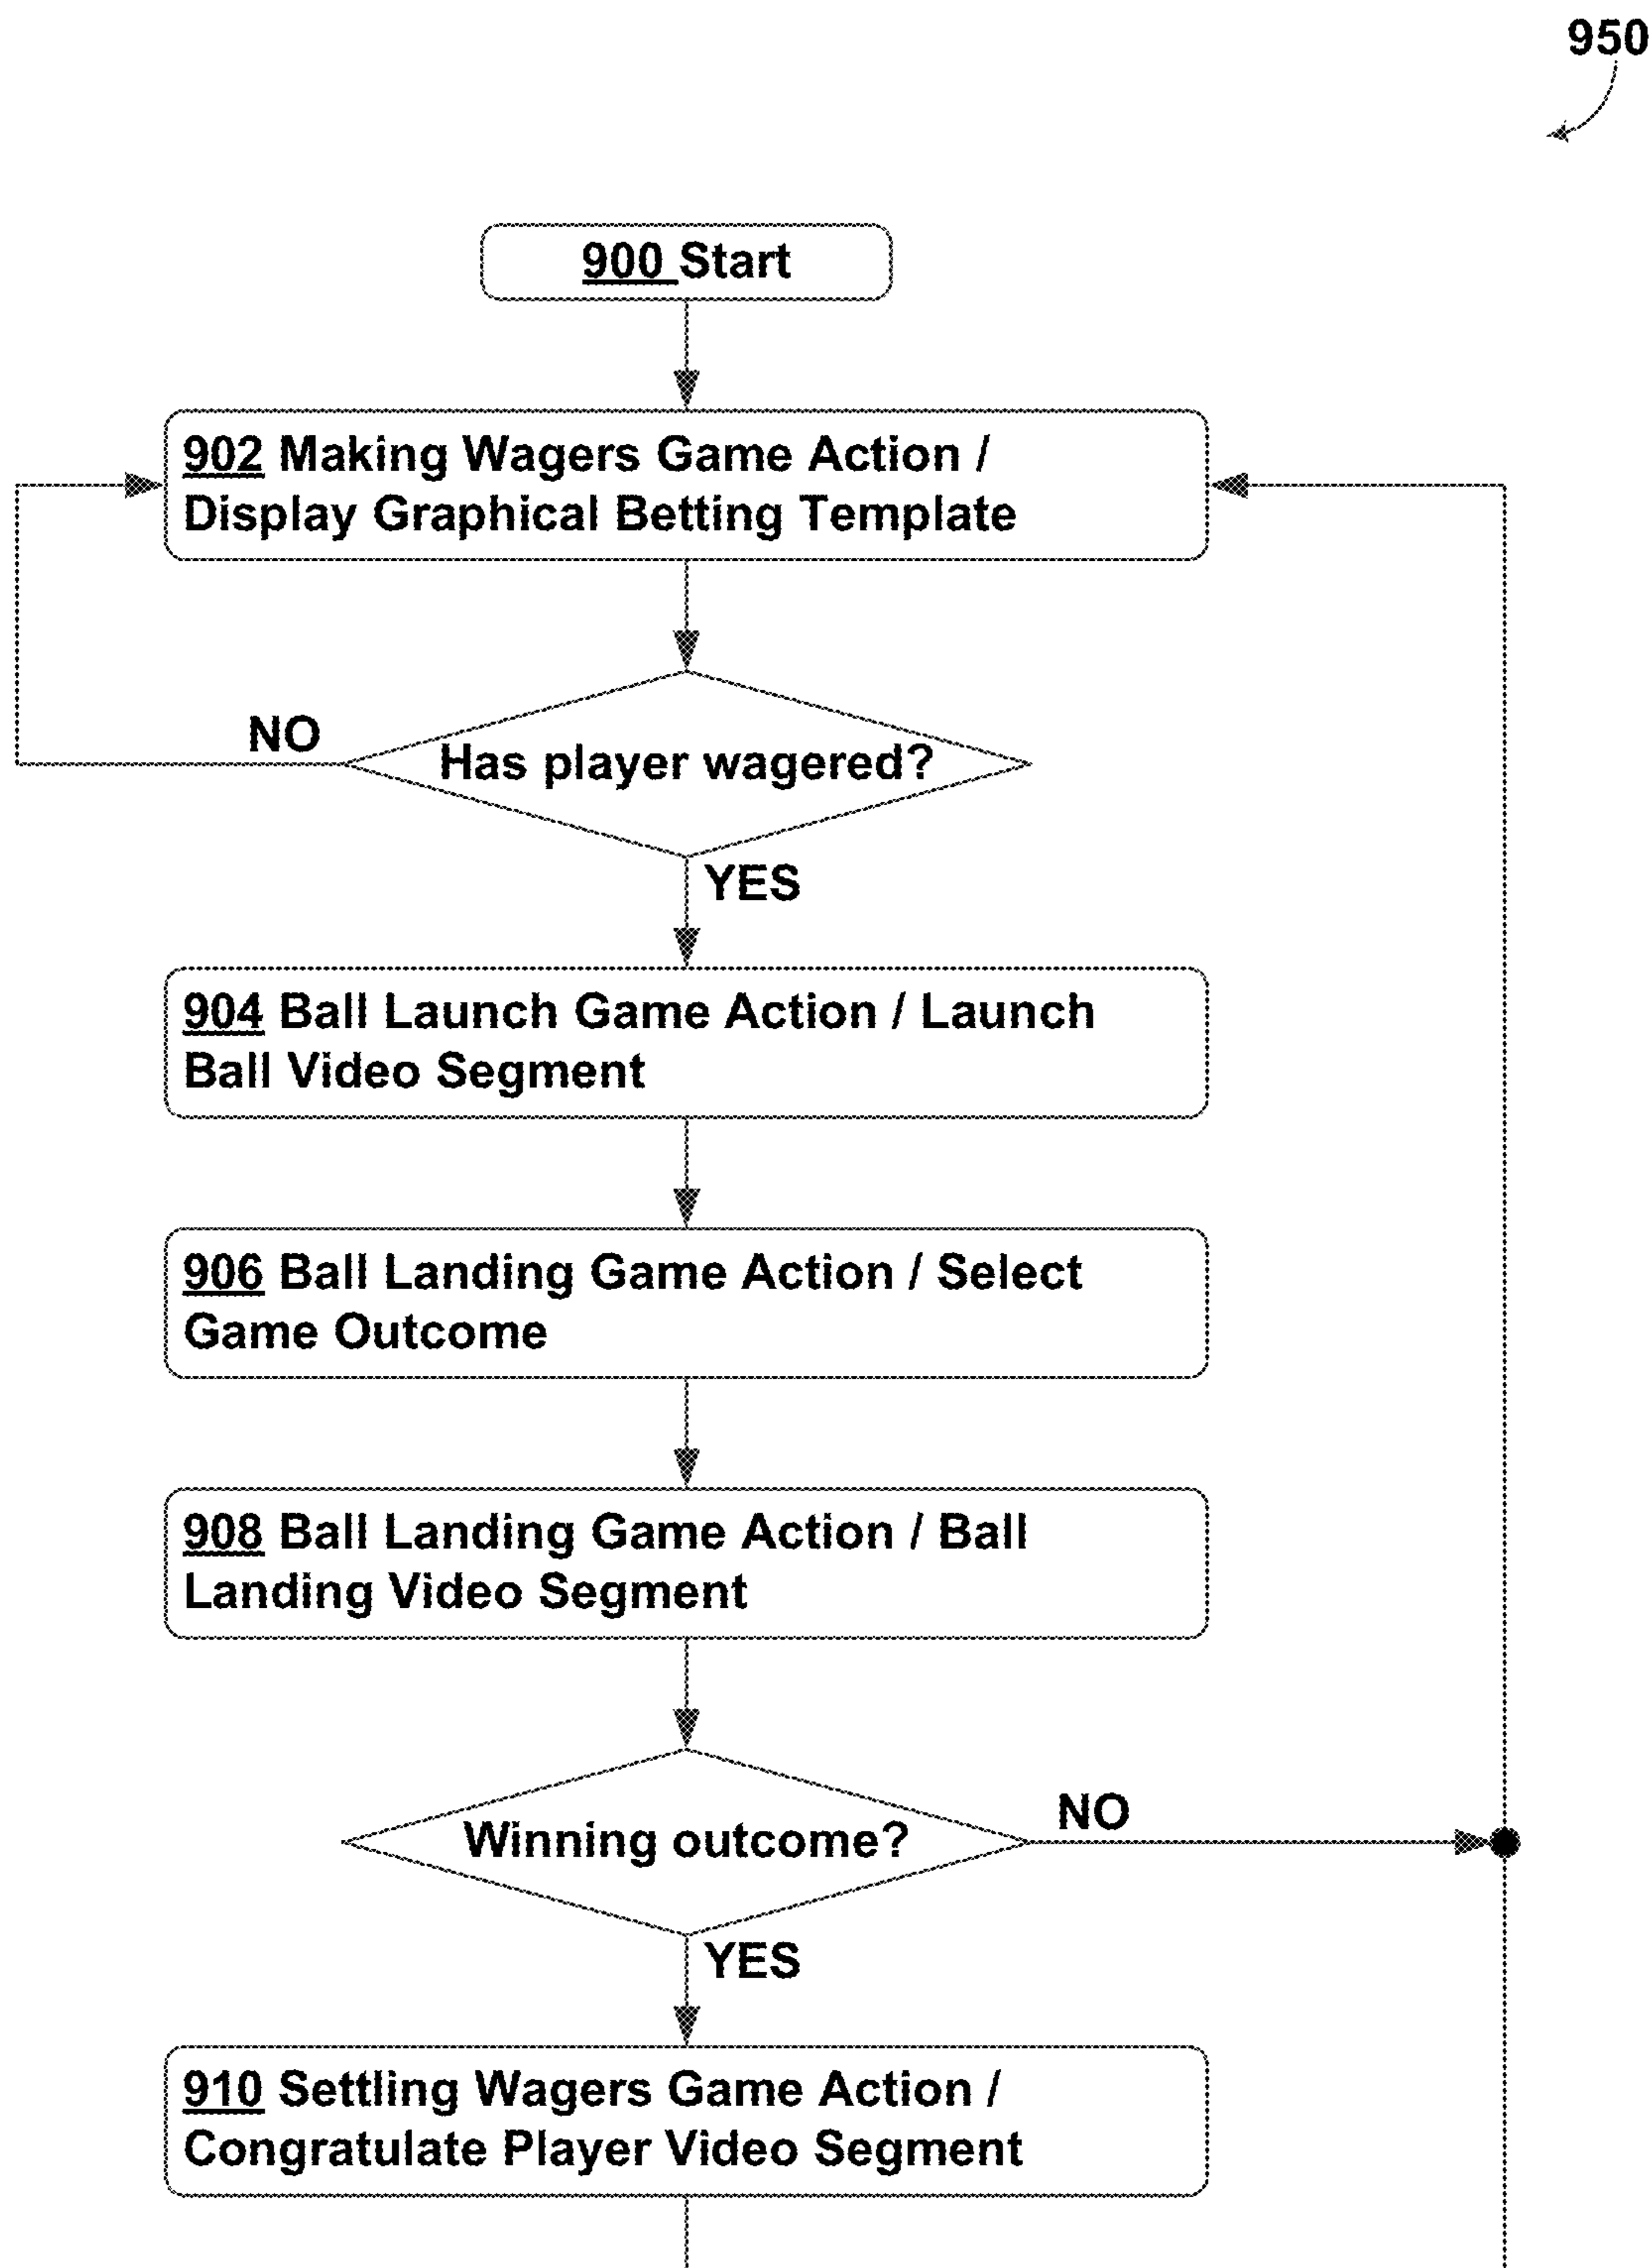 950
900 Start
902 Making Wagers Game Action /
Display Graphical Betting Template
NO
Has player wagered?
YES
904 Ball Launch Game Action / Launch
Ball Video Segment
906 Ball Landing Game Action / Select
Game Outcome
908 Ball Landing Game Action / Ball
Landing Video Segment
NO
Winning outcome?
YES
910 Settling Wagers Game Action /
Congratulate Player Video Segment